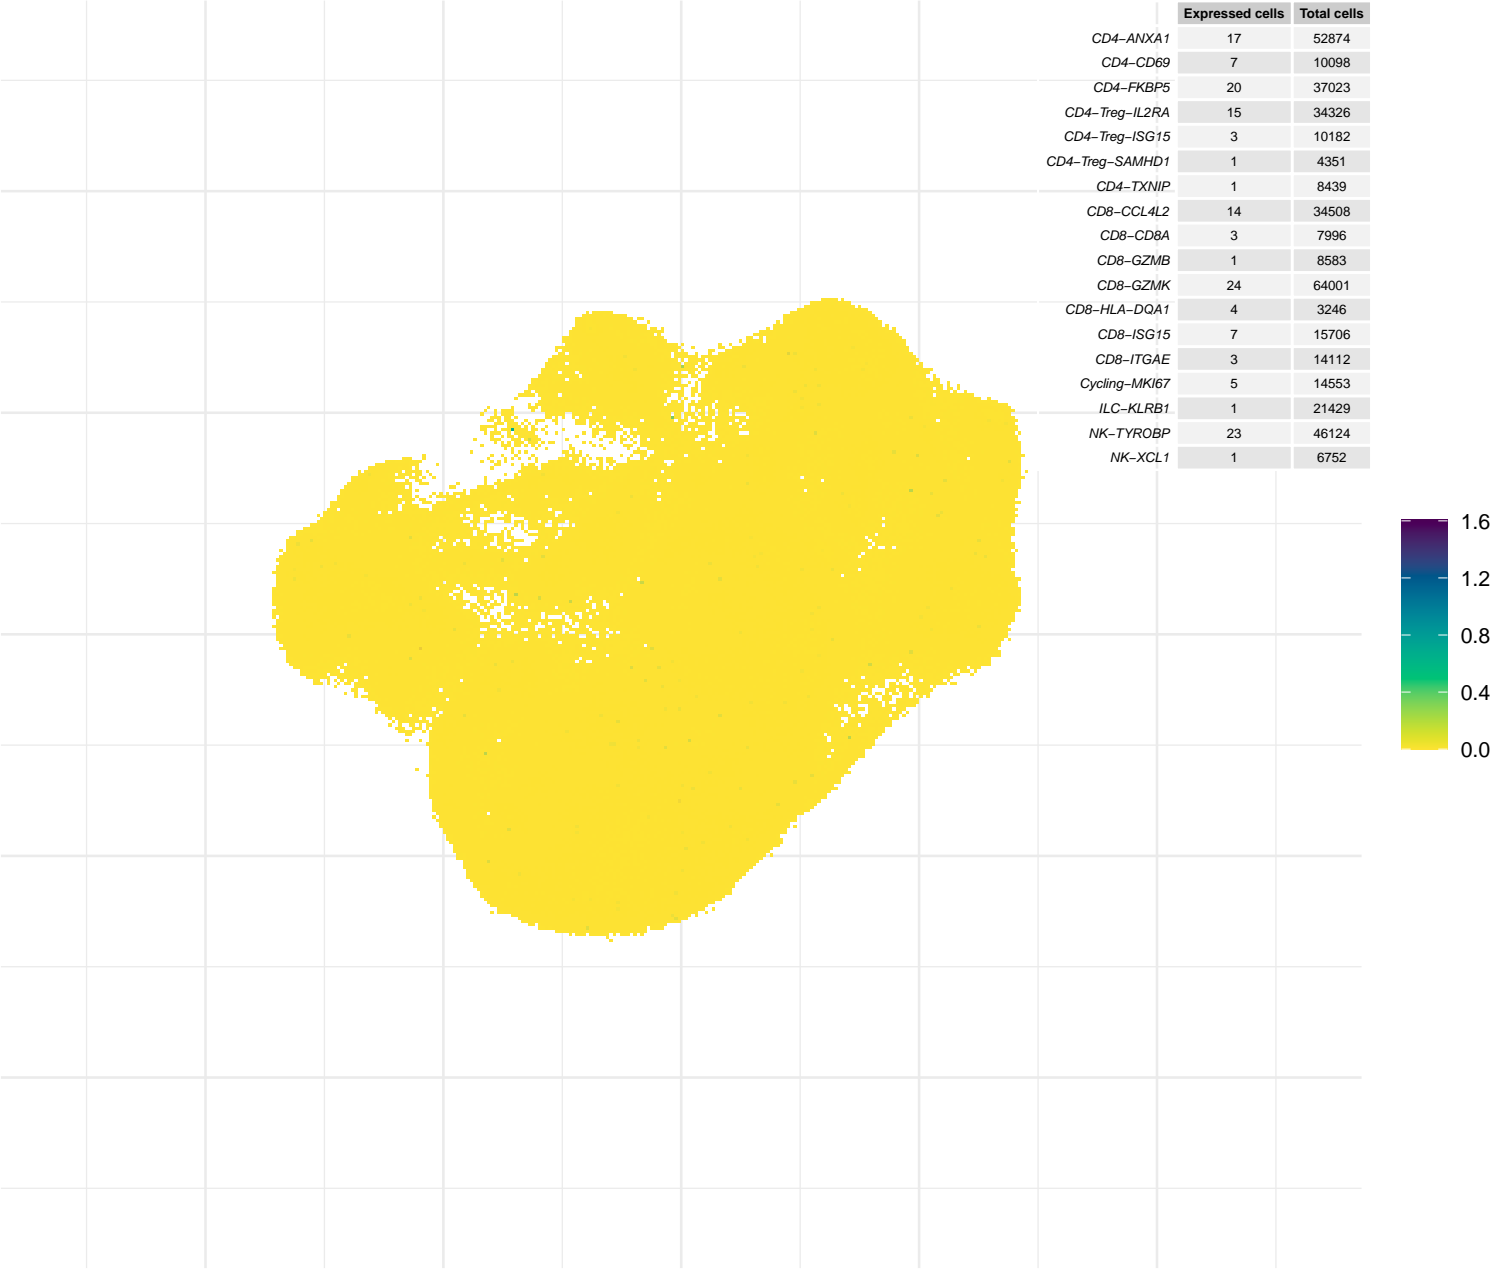 Expressed cells Total cells
CD4−ANXA1 17 52874
CD4−CD69 7 10098
CD4−FKBP5 20 37023
CD4−Treg−IL2RA 15 34326
CD4−Treg−ISG15 3 10182
CD4−Treg−SAMHD1 1 4351
CD4−TXNIP 1 8439
CD8−CCL4L2 14 34508
CD8−CD8A 3 7996
CD8−GZMB 1 8583
CD8−GZMK 24 64001
CD8−HLA−DQA1 4 3246
CD8−ISG15 7 15706
CD8−ITGAE 3 14112
Cycling−MKI67 5 14553
ILC−KLRB1 1 21429
NK−TYROBP 23 46124
NK−XCL1 1 6752
1.6
1.2
0.8
0.4
0.0